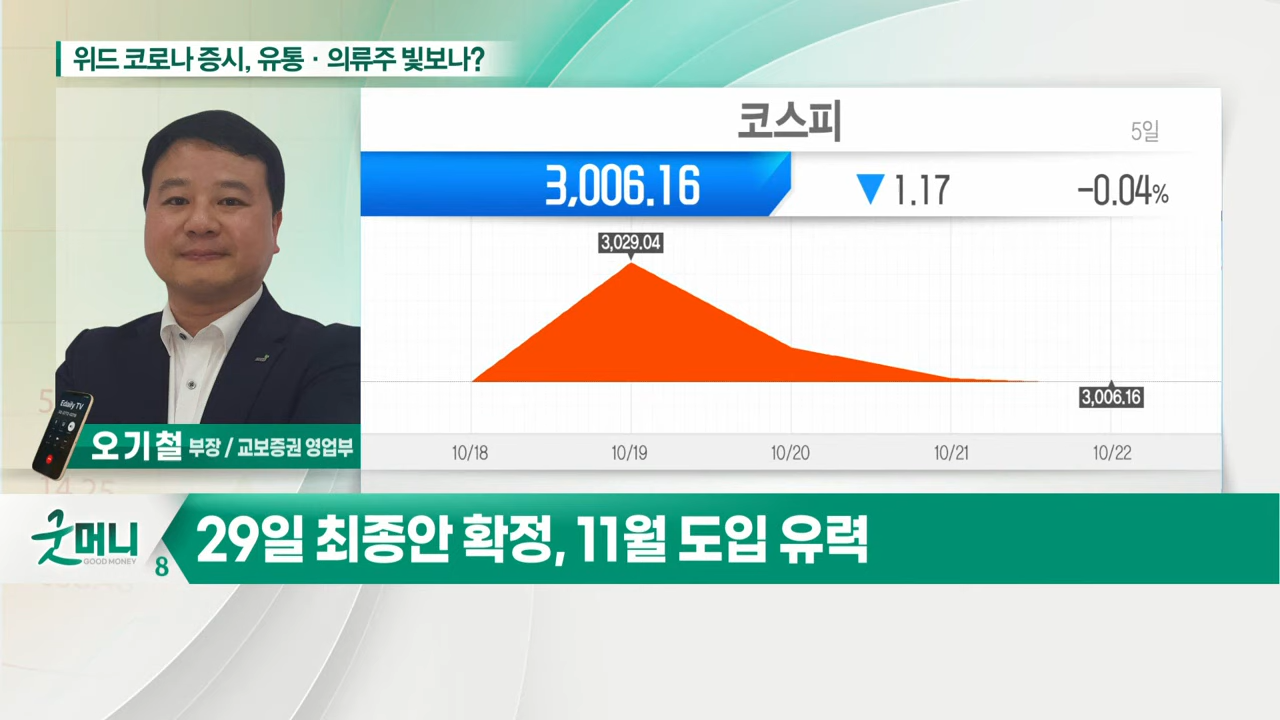 위드 코로나 증시, 유통 · 의류주 빛보나?
코스피
5일
3,006.16 ▼ 1.17 -0.04%
3,029.04
3,006.16
10/18 10/19 10/20 10/21 10/22
Edaily TV
오기철 부장 / 교보증권 영업부
굿머니
GOOD MONEY
8
29일 최종안 확정, 11월 도입 유력